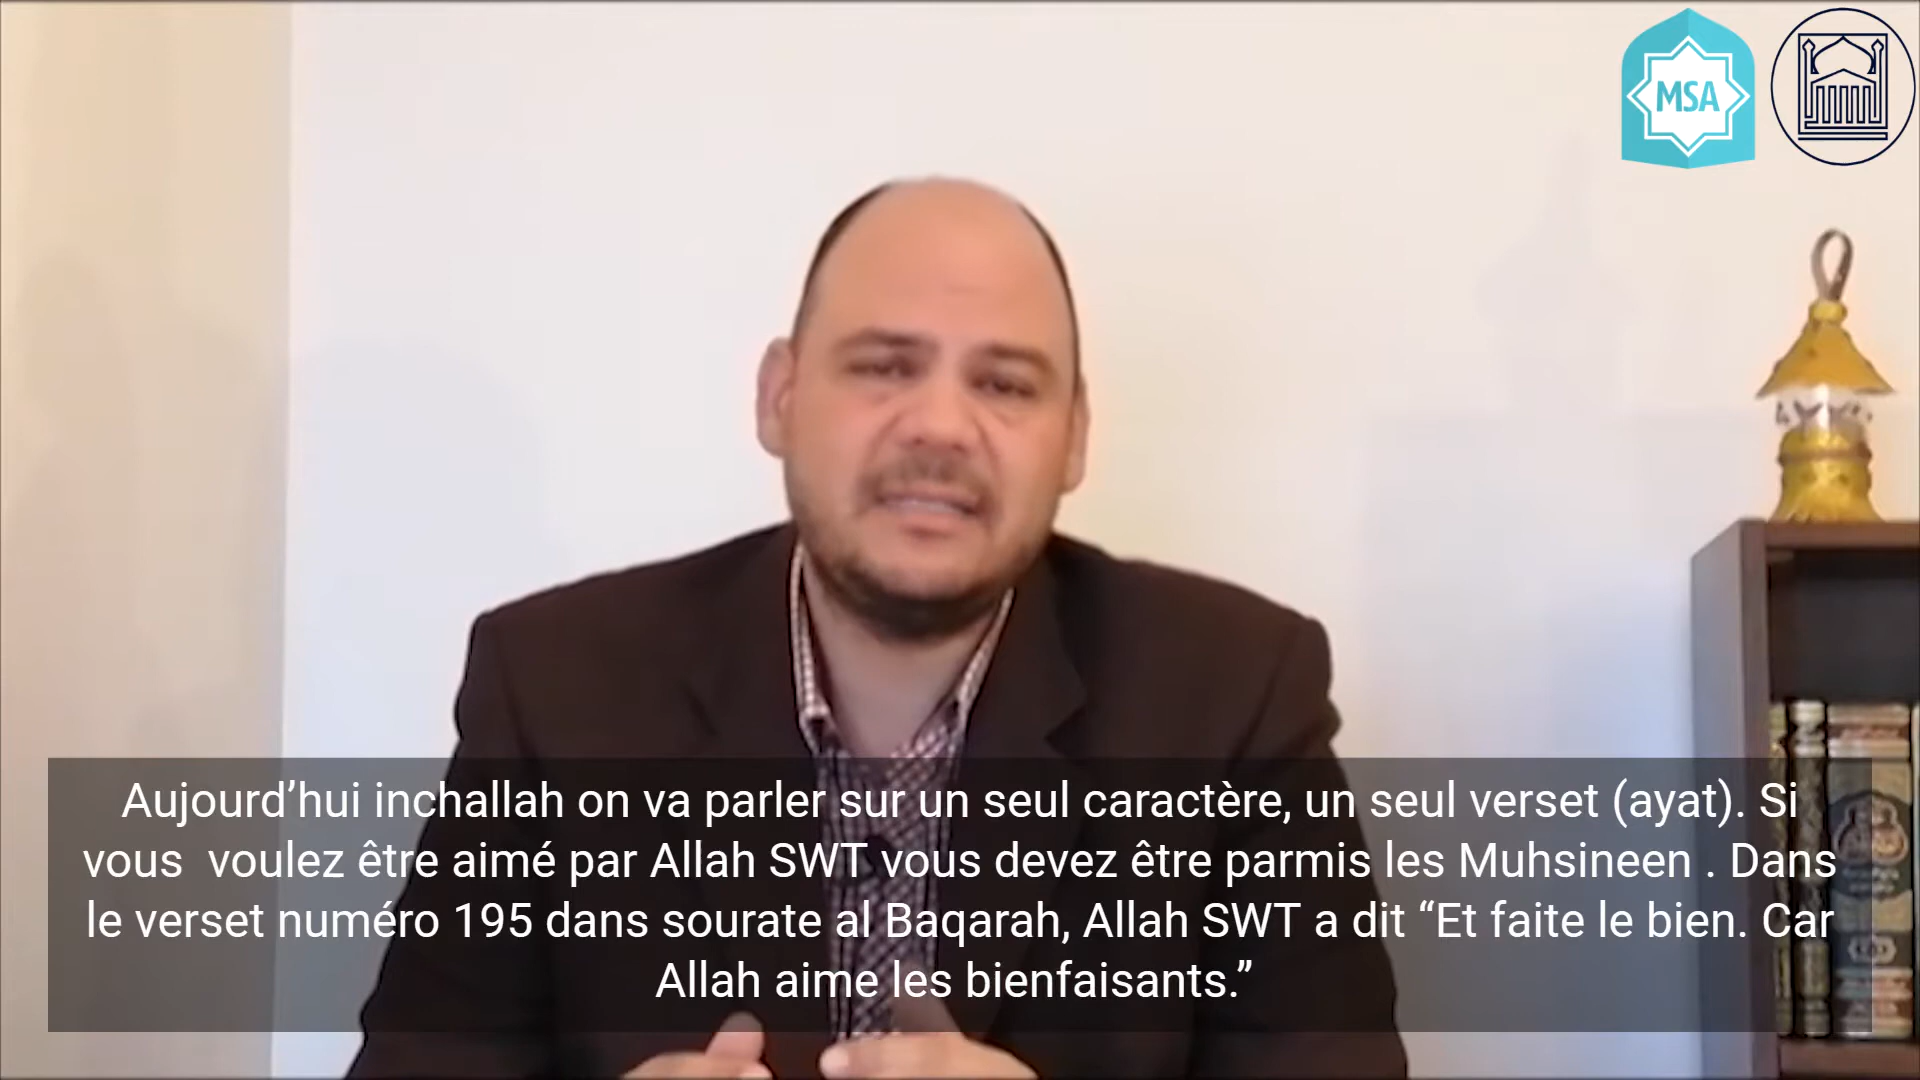 MSA
Aujourd’hui inchallah on va parler sur un seul caractère, un seul verset (ayat). Si
vous  voulez être aimé par Allah SWT vous devez être parmis les Muhsineen . Dans
le verset numéro 195 dans sourate al Baqarah, Allah SWT a dit “Et faite le bien. Car
Allah aime les bienfaisants.”